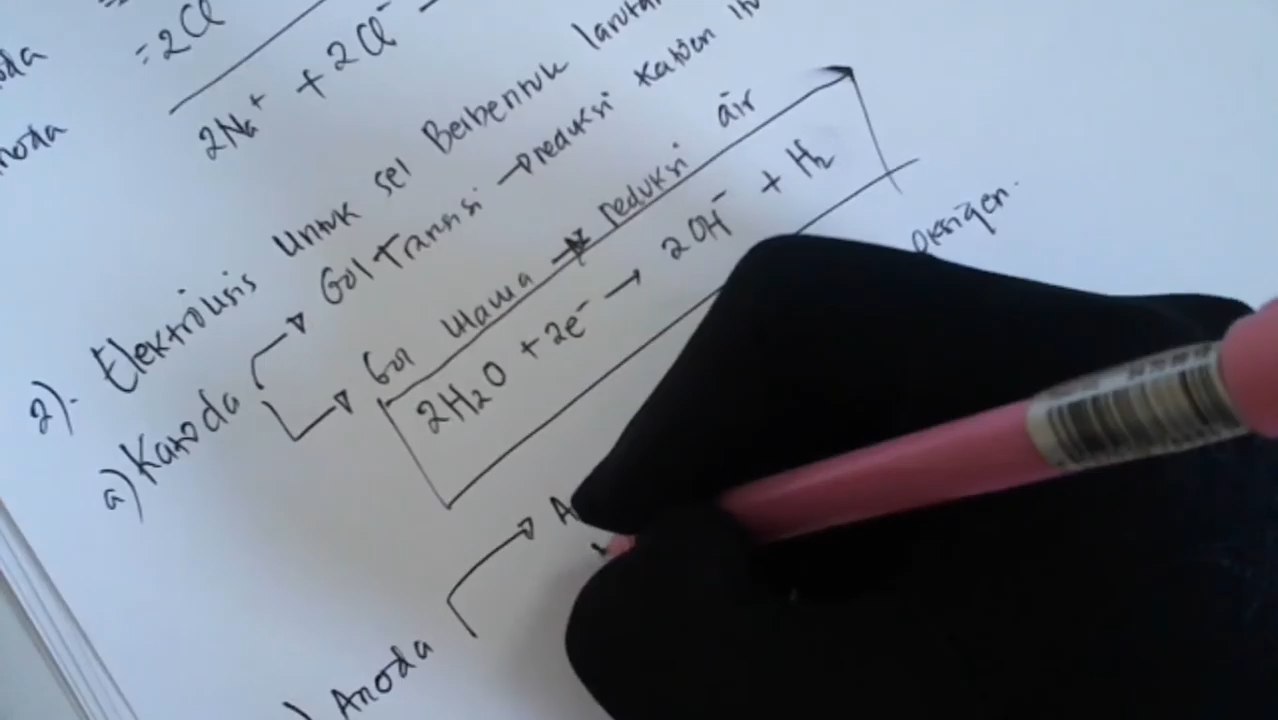 = 2Cl
2Na⁺ + 2Cl⁻
2). Elektrolisis Untuk sel Berbentuk
a) Katoda
Gol Transisi → reduksi Kation
Gol Utama → reduksi air
2H₂O + 2e⁻ → 2OH⁻ + H₂
Oksigen.
Anoda